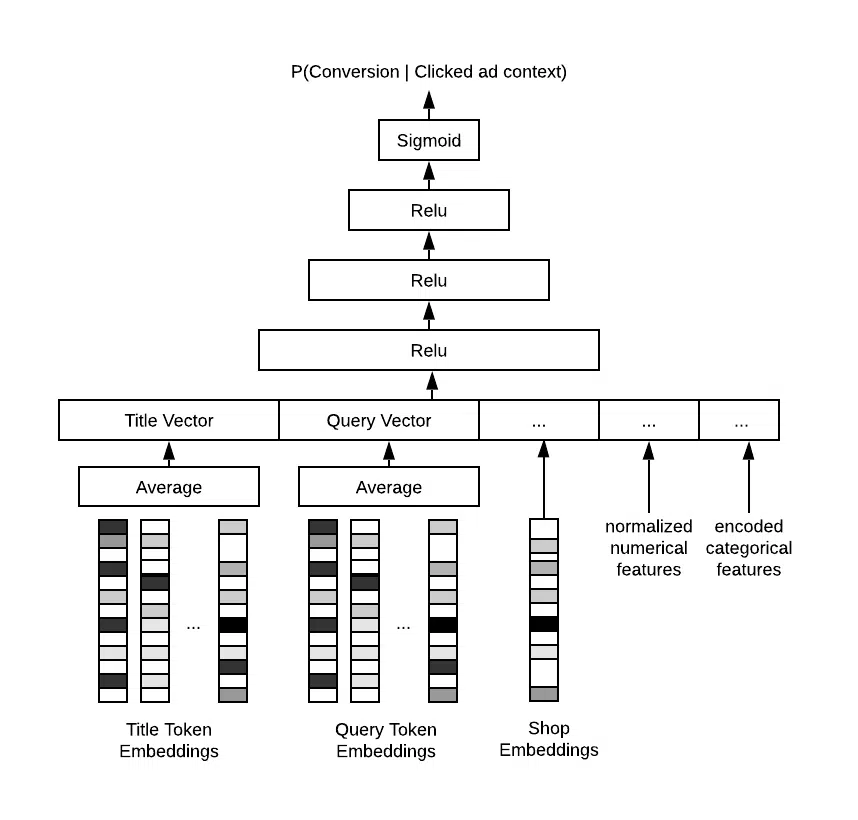 P(Conversion | Clicked ad context)
Sigmoid
Relu
Relu
Relu
Title Vector
Query Vector
...
...
...
Average
Average
...
...
normalized
numerical
features
encoded
categorical
features
Title Token
Embeddings
Query Token
Embeddings
Shop
Embeddings